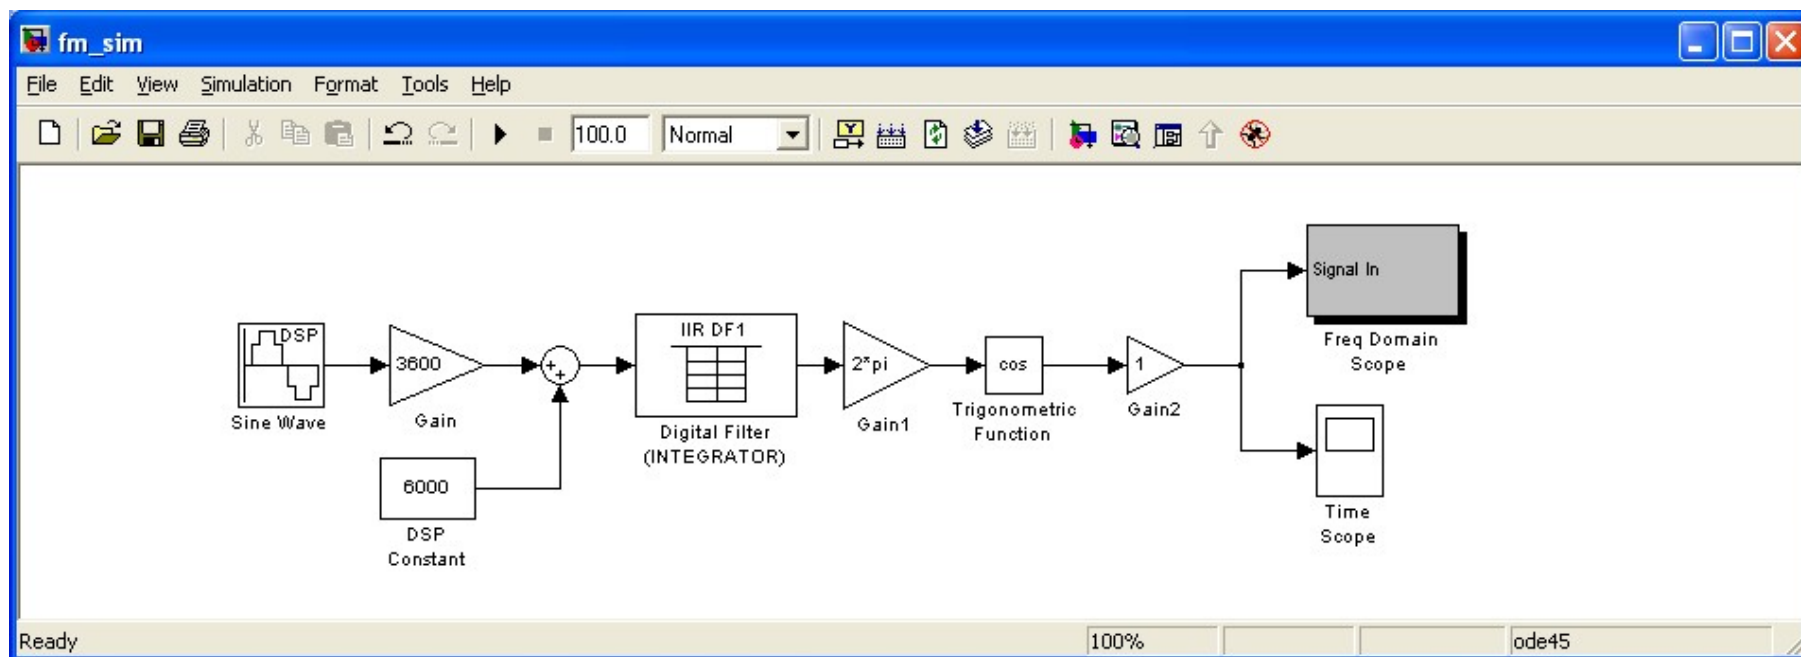 fm_sim
File Edit View Simulation Format Tools Help
100.0 Normal
DSP
Sine Wave
3600
Gain
+
+
6000
DSP
Constant
IIR DF1
Digital Filter
(INTEGRATOR)
2*pi
Gain1
cos
Trigonometric
Function
1
Gain2
Signal In
Freq Domain
Scope
Time
Scope
Ready 100% ode45